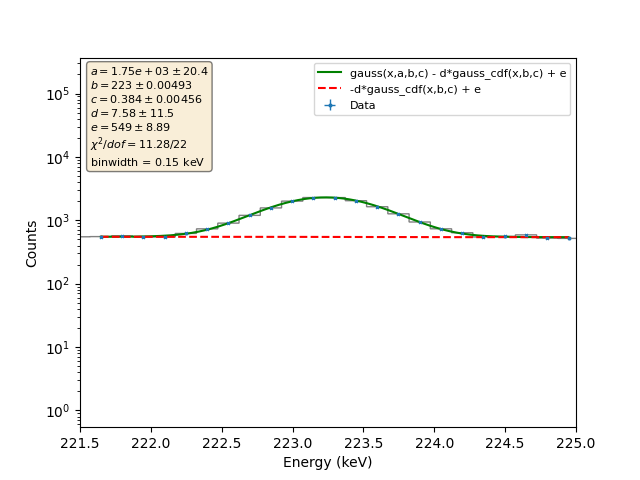 a = 1.75e + 03 ± 20.4
b = 223 ± 0.00493
c = 0.384 ± 0.00456
d = 7.58 ± 11.5
e = 549 ± 8.89
χ²/dof = 11.28/22
binwidth = 0.15 keV
gauss(x,a,b,c) - d*gauss_cdf(x,b,c) + e
-d*gauss_cdf(x,b,c) + e
Data
10⁵
10⁴
10³
10²
10¹
10⁰
Counts
221.5 222.0 222.5 223.0 223.5 224.0 224.5 225.0
Energy (keV)